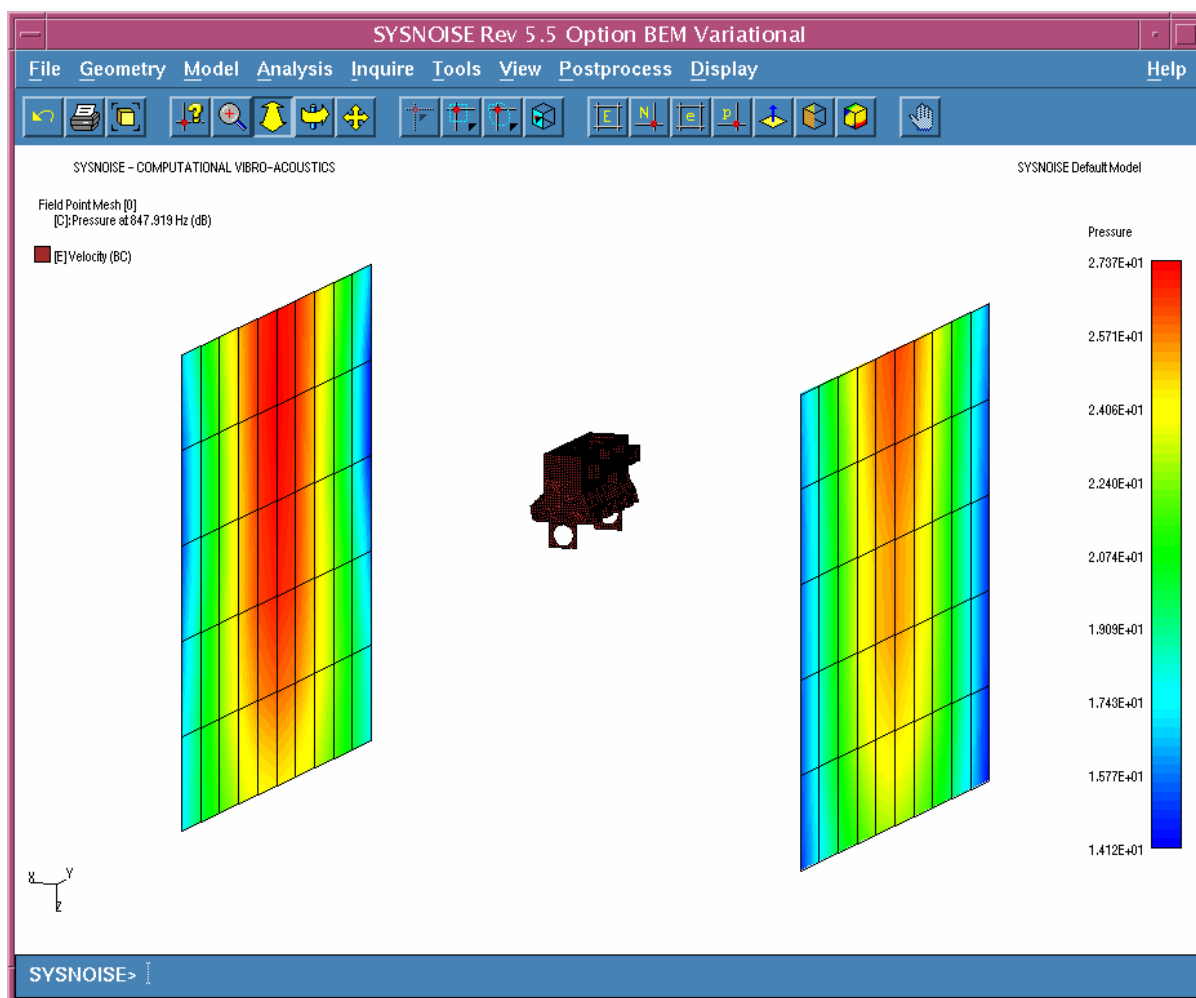 SYSNOISE Rev 5.5 Option BEM Variational
File Geometry Model Analysis Inquire Tools View Postprocess Display Help
? E N e p
SYSNOISE - COMPUTATIONAL VIBRO-ACOUSTICS
SYSNOISE Default Model
Field Point Mesh [0]
[C]:Pressure at 847.919 Hz (dB)
[E] Velocity (BC)
Pressure
2.737E+01
2.571E+01
2.406E+01
2.240E+01
2.074E+01
1.909E+01
1.743E+01
1.577E+01
1.412E+01
X Y
Z
SYSNOISE>